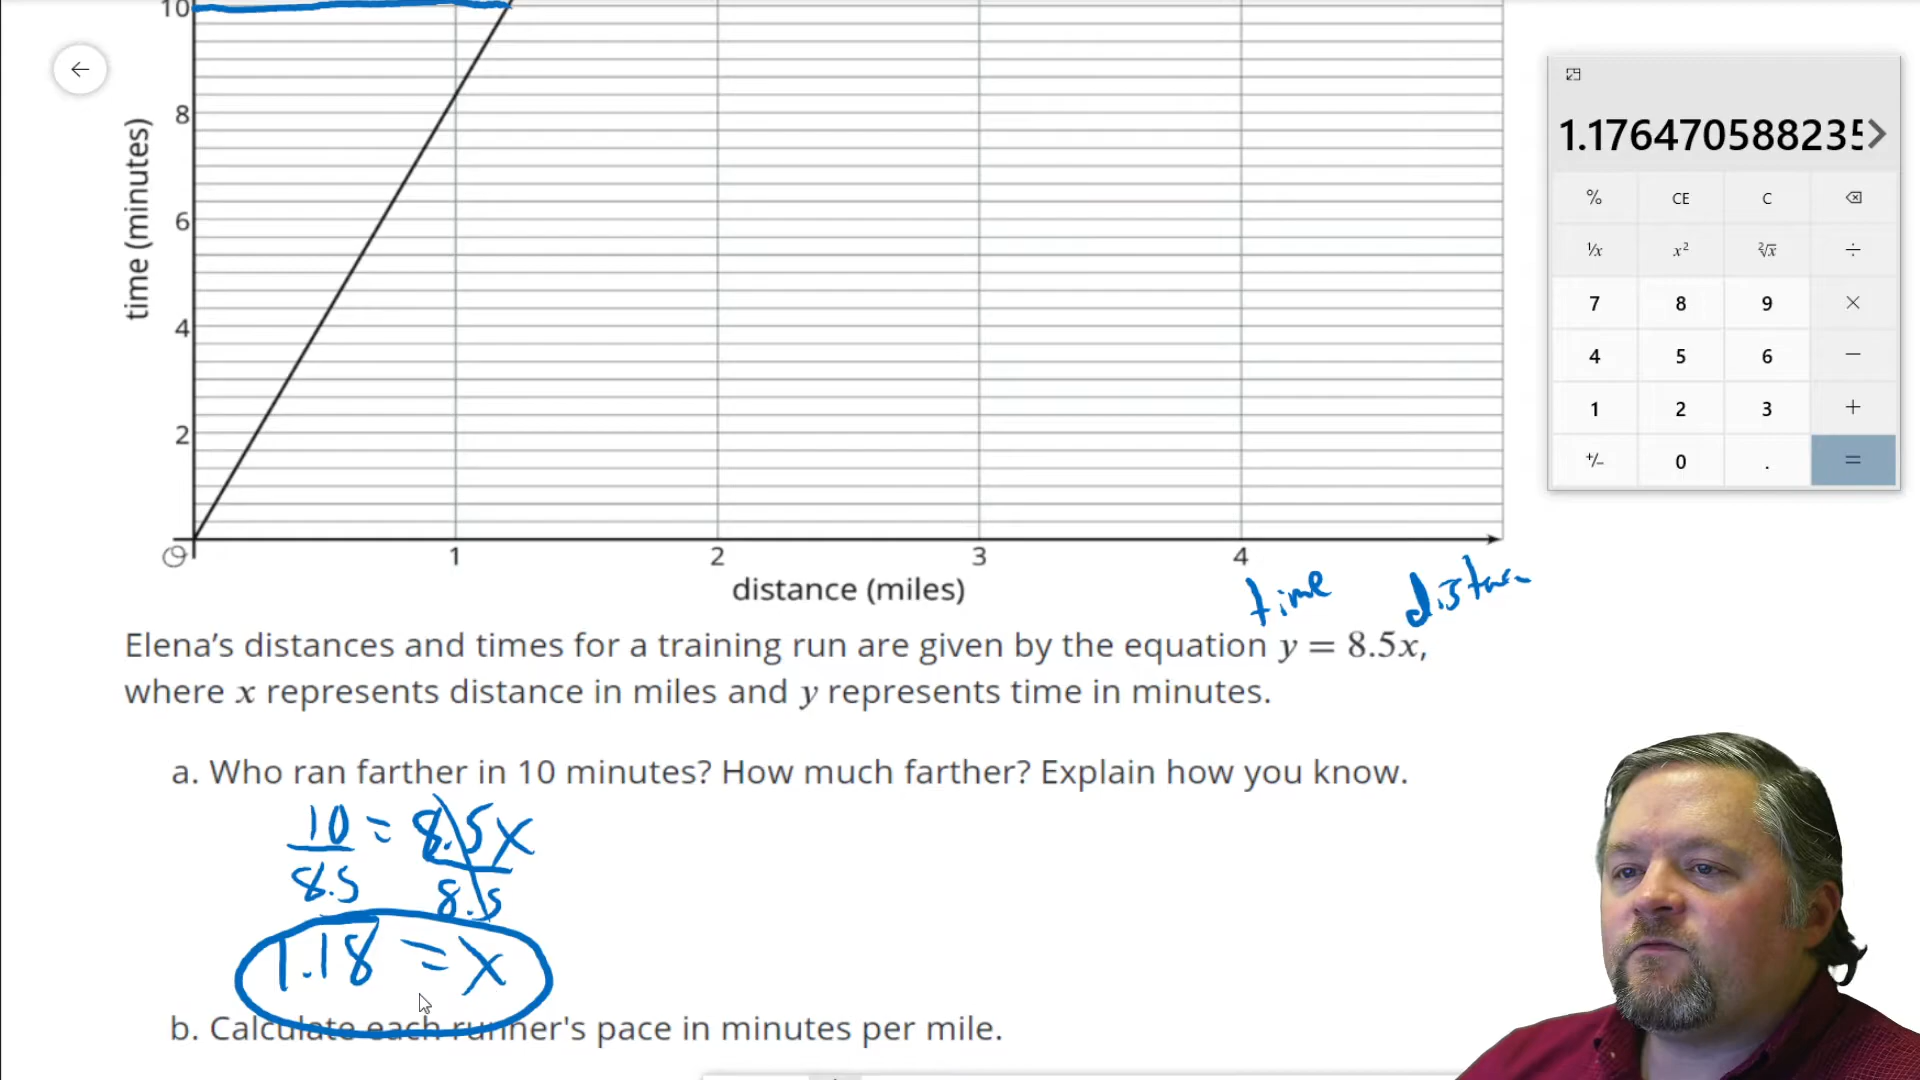 10
8
time (minutes)
6
4
2
0
1
2
3
4
distance (miles)
time
Elena's distances and times for a training run are given by the equation y = 8.5x,
where x represents distance in miles and y represents time in minutes.
a. Who ran farther in 10 minutes? How much farther? Explain how you know.
10 = 8.5x
8.5 8.5
1.18 = x
b. Calculate each runner's pace in minutes per mile.
1.176470588235
% CE C
1/x x² ²√x ÷
7 8 9 ×
4 5 6 −
1 2 3 +
+/− 0 . =